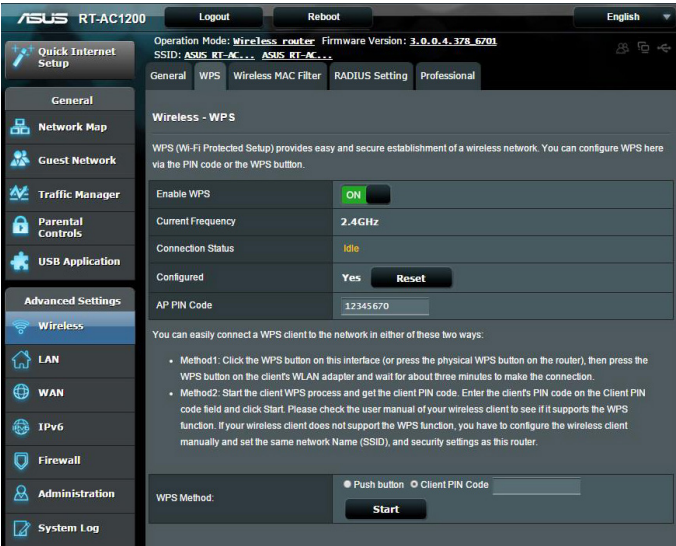 ASUS RT-AC1200
Logout
Reboot
English
Quick Internet
Setup
Operation Mode: Wireless router Firmware Version: 3.0.0.4.378_6701
SSID: ASUS RT-AC... ASUS RT-AC...
General
WPS
Wireless MAC Filter
RADIUS Setting
Professional
General
Network Map
Guest Network
Traffic Manager
Parental
Controls
USB Application
Advanced Settings
Wireless
LAN
WAN
IPv6
Firewall
Administration
System Log
Wireless - WPS
WPS (Wi-Fi Protected Setup) provides easy and secure establishment of a wireless network. You can configure WPS here
via the PIN code or the WPS buttton.
Enable WPS
ON
Current Frequency
2.4GHz
Connection Status
Idle
Configured
Yes
Reset
AP PIN Code
12345670
You can easily connect a WPS client to the network in either of these two ways:
• Method1: Click the WPS button on this interface (or press the physical WPS button on the router), then press the
WPS button on the client's WLAN adapter and wait for about three minutes to make the connection.
• Method2: Start the client WPS process and get the client PIN code. Enter the client's PIN code on the Client PIN
code field and click Start. Please check the user manual of your wireless client to see if it supports the WPS
function. If your wireless client does not support the WPS function, you have to configure the wireless client
manually and set the same network Name (SSID), and security settings as this router.
WPS Method:
Push button
Client PIN Code
Start